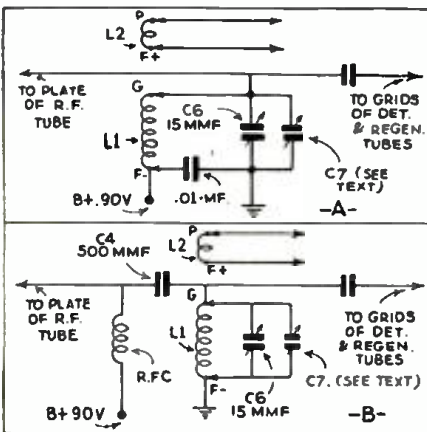 P
L2
F+
TO PLATE
OF R.F.
TUBE
G
C6
15 MMF
TO GRIDS
OF DET.
& REGEN.
TUBES
L1
C7 (SEE
TEXT)
F-
.01-MF
B+.90V
-A-
C4
500 MMF
P
L2
F+
TO PLATE
OF R.F.
TUBE
G
TO GRIDS
OF DET.
& REGEN.
TUBES
L1
R.F.C
C7. (SEE TEXT)
F-
C6
15 MMF
B+ 90V
-B-